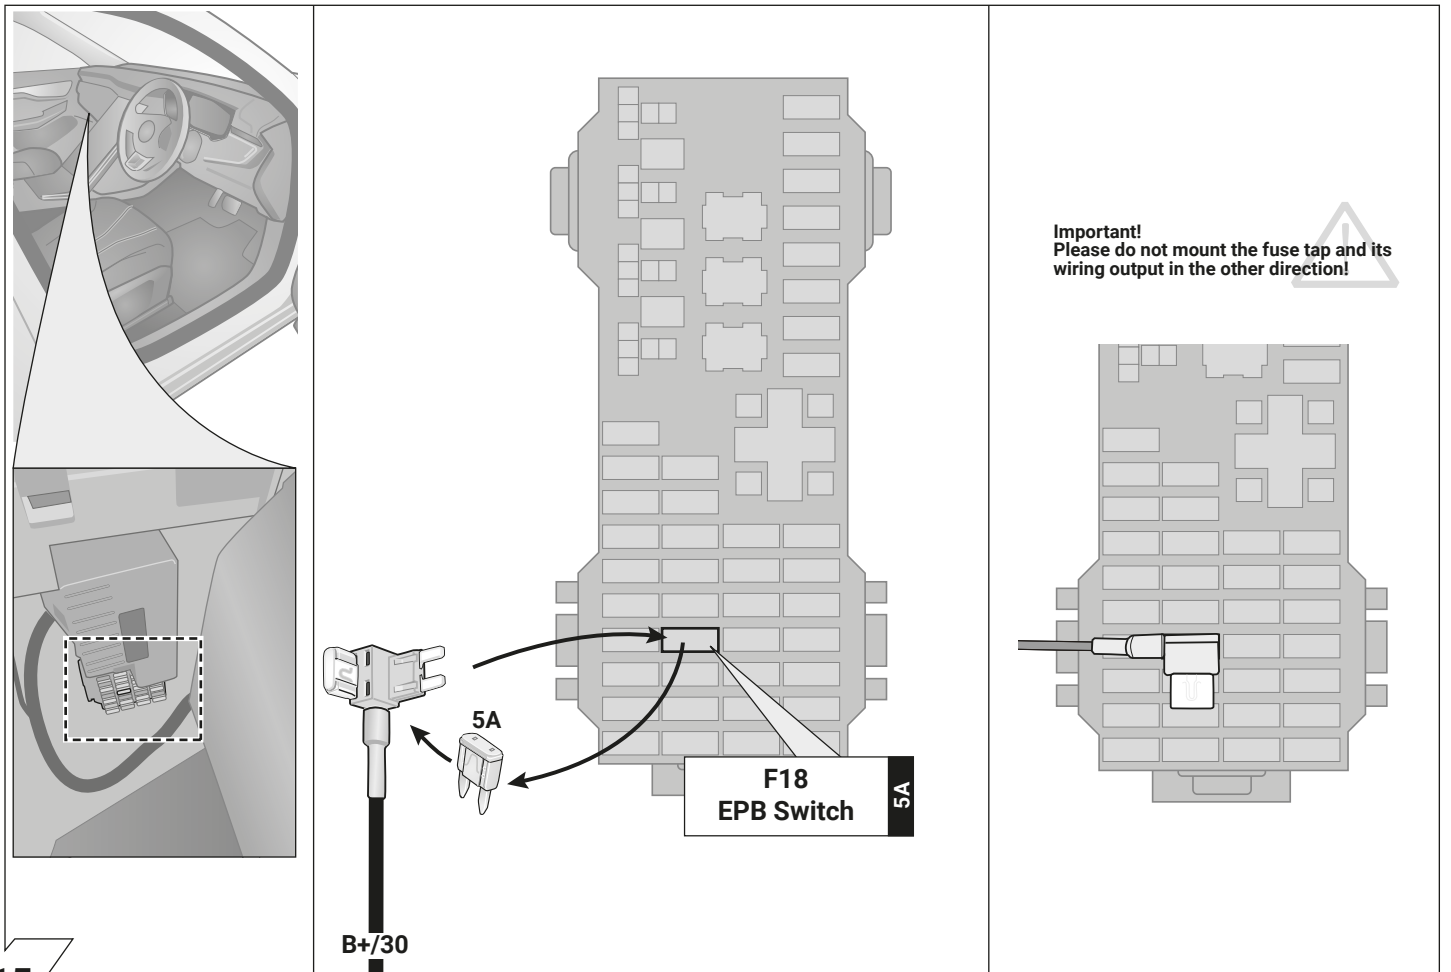 Important!
Please do not mount the fuse tap and its
wiring output in the other direction!
5A
F18
EPB Switch
5A
B+/30